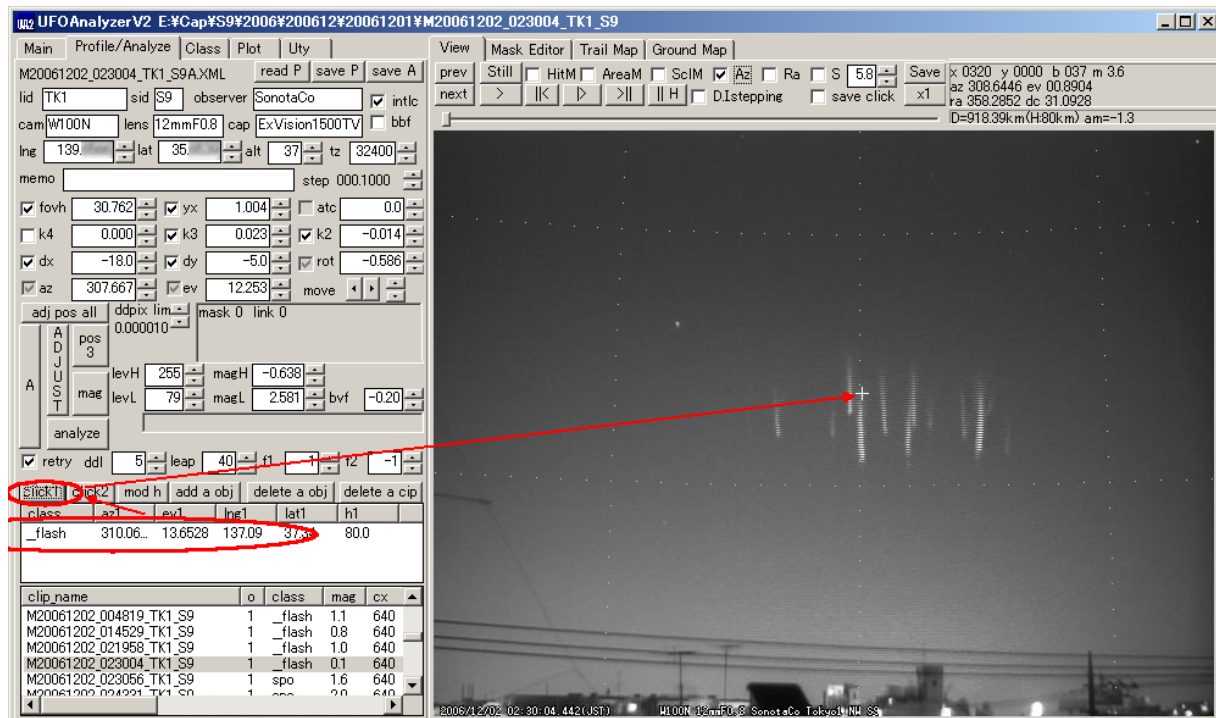 UFOAnalyzerV2 E:¥Cap¥S9¥2006¥200612¥20061201¥M20061202_023004_TK1_S9
Main Profile/Analyze Class Plot Uty
M20061202_023004_TK1_S9A.XML read P save P save A
lid TK1 sid S9 observer SonotaCo intlc
cam W100N lens 12mmF0.8 cap ExVision1500TV bbf
lng 139. lat 35. alt 37 tz 32400
memo step 000.1000
fovh 30.762 yx 1.004 atc 0.0
k4 0.000 k3 0.023 k2 -0.014
dx -18.0 dy -5.0 rot -0.586
az 307.667 ev 12.253 move
adj pos all ddpix lim mask 0 link 0
0.000010
A
ADJUST
pos 3
mag
levH 255 magH -0.638
levL 79 magL 2.581 bvf -0.20
analyze
retry ddl 5 leap 40 f1 -1 f2 -1
click2 mod h add a obj delete a obj delete a cip
class az1 ev1 lng1 lat1 h1
_flash 310.06... 13.6528 137.09 80.0
clip_name o class mag cx
M20061202_004819_TK1_S9 1 _flash 1.1 640
M20061202_014529_TK1_S9 1 _flash 0.8 640
M20061202_021958_TK1_S9 1 _flash 1.0 640
M20061202_023004_TK1_S9 1 _flash 0.1 640
M20061202_023056_TK1_S9 1 spo 1.6 640
View Mask Editor Trail Map Ground Map
prev Still HitM AreaM SclM Az Ra S 5.8 Save
next > ||< |> >|| || H D.Istepping save click x1
x 0320 y 0000 b 037 m 3.6
az 308.6446 ev 00.8904
ra 358.2852 dc 31.0928
D=918.39km(H:80km) am=-1.3
2006/12/02 02:30:04.442(JST) W100N 12mmF0.8 SonotaCo Tokyo1 NW S9